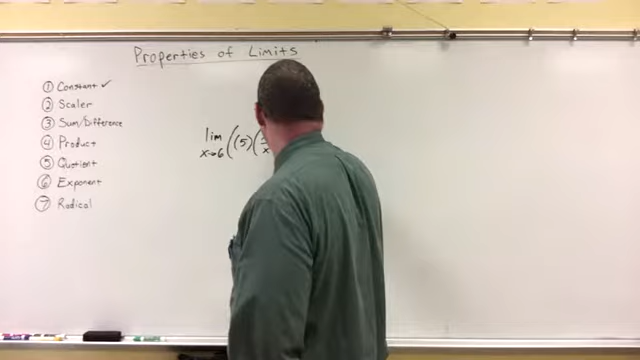 Properties of Limits
① Constant ✓
② Scaler
③ Sum/Difference
④ Product
⑤ Quotient
⑥ Exponent
⑦ Radical
lim
x→6 ((5)(
x